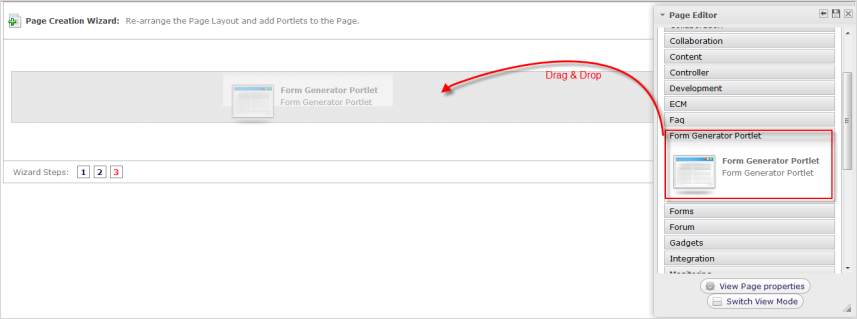 Page Creation Wizard: Re-arrange the Page Layout and add Portlets to the Page.
Form Generator Portlet
Form Generator Portlet
Drag & Drop
Wizard Steps: 1 2 3
Page Editor
Collaboration
Collaboration
Content
Controller
Development
ECM
Faq
Form Generator Portlet
Form Generator Portlet
Form Generator Portlet
Forms
Forum
Gadgets
Integration
Monitoring
View Page properties
Switch View Mode